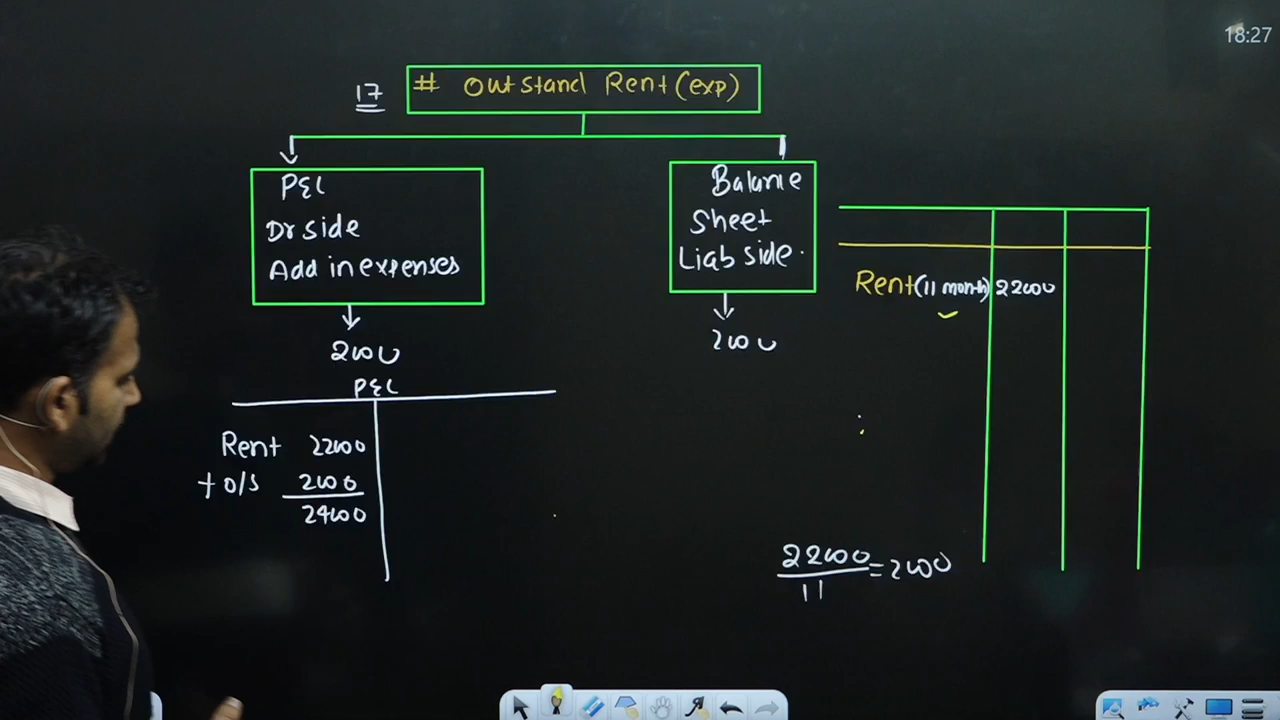 18:27
17 # Outstand Rent (exp)
P&L
Dr side
Add in expenses
2000
Balance
Sheet
Liab side.
2000
Rent (11 month) 22000
P&L
Rent 22000
+ o/s 2000
24000
22000
11
=2000